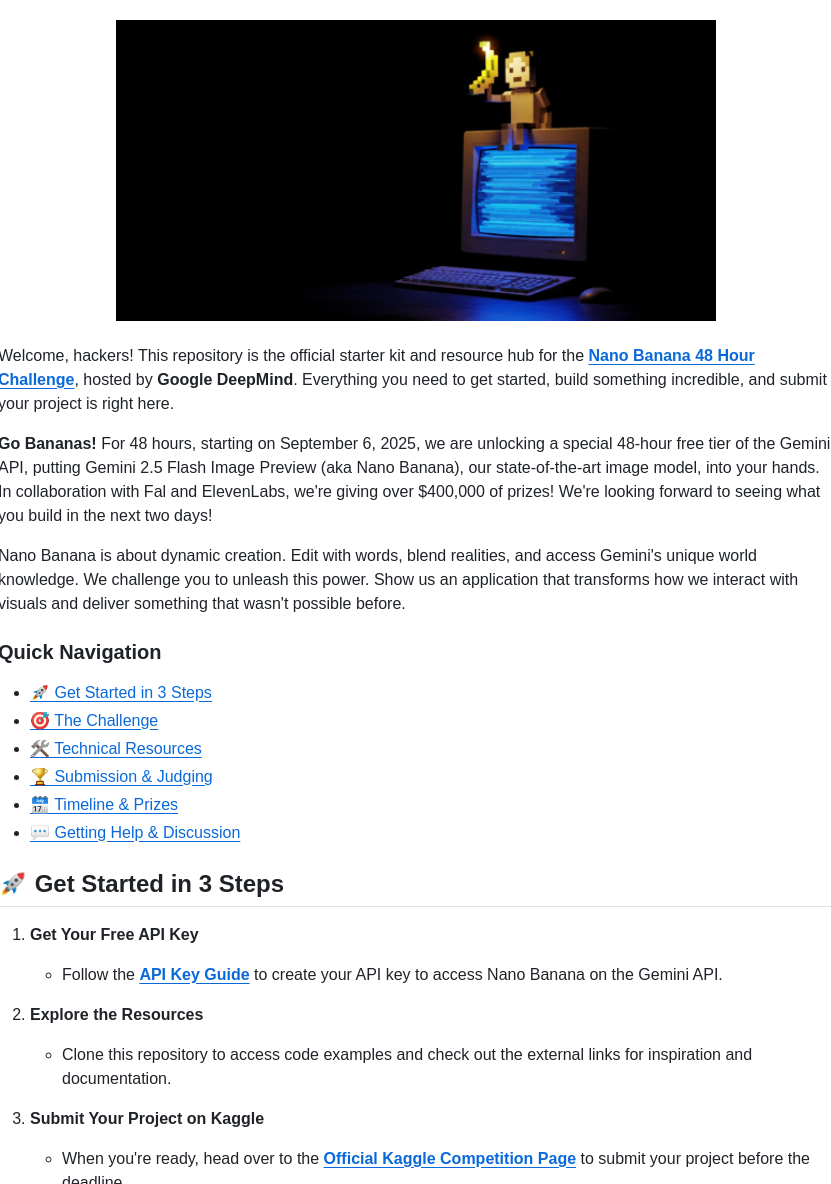 Welcome, hackers! This repository is the official starter kit and resource hub for the Nano Banana 48 Hour
Challenge, hosted by Google DeepMind. Everything you need to get started, build something incredible, and submit
your project is right here.
Go Bananas! For 48 hours, starting on September 6, 2025, we are unlocking a special 48-hour free tier of the Gemini
API, putting Gemini 2.5 Flash Image Preview (aka Nano Banana), our state-of-the-art image model, into your hands.
In collaboration with Fal and ElevenLabs, we're giving over $400,000 of prizes! We're looking forward to seeing what
you build in the next two days!
Nano Banana is about dynamic creation. Edit with words, blend realities, and access Gemini's unique world
knowledge. We challenge you to unleash this power. Show us an application that transforms how we interact with
visuals and deliver something that wasn't possible before.
Quick Navigation
• 🚀 Get Started in 3 Steps
• 🎯 The Challenge
• 🛠️ Technical Resources
• 🏆 Submission & Judging
• 📅 Timeline & Prizes
• 💬 Getting Help & Discussion
🚀 Get Started in 3 Steps
1. Get Your Free API Key
◦ Follow the API Key Guide to create your API key to access Nano Banana on the Gemini API.
2. Explore the Resources
◦ Clone this repository to access code examples and check out the external links for inspiration and
documentation.
3. Submit Your Project on Kaggle
◦ When you're ready, head over to the Official Kaggle Competition Page to submit your project before the
deadline